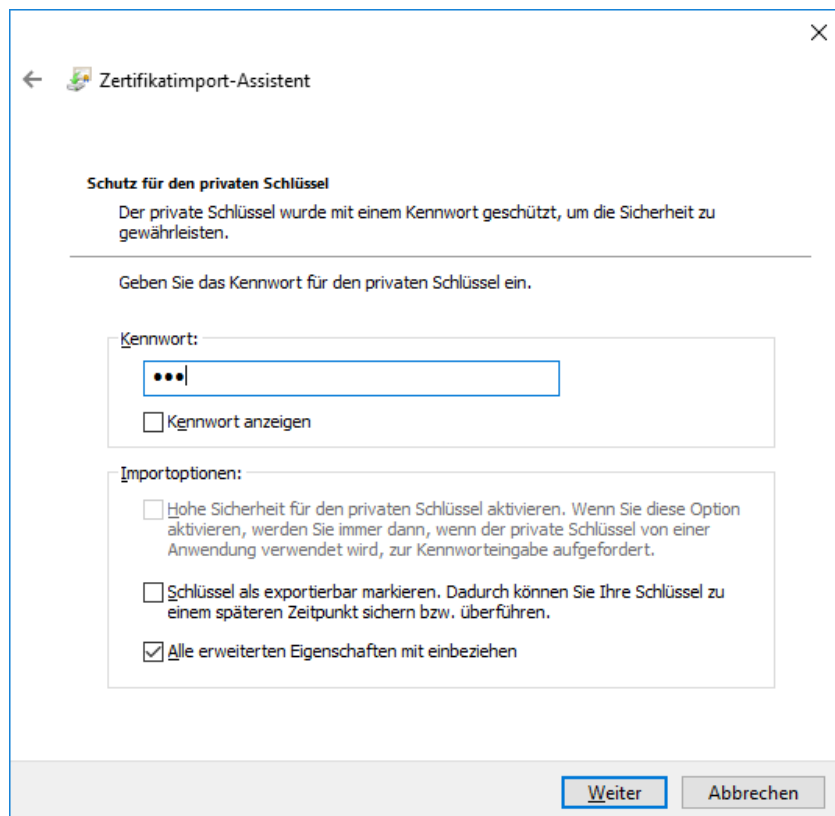 Zertifikatimport-Assistent
Schutz für den privaten Schlüssel
Der private Schlüssel wurde mit einem Kennwort geschützt, um die Sicherheit zu
gewährleisten.
Geben Sie das Kennwort für den privaten Schlüssel ein.
Kennwort:
•••
Kennwort anzeigen
Importoptionen:
Hohe Sicherheit für den privaten Schlüssel aktivieren. Wenn Sie diese Option
aktivieren, werden Sie immer dann, wenn der private Schlüssel von einer
Anwendung verwendet wird, zur Kennworteingabe aufgefordert.
Schlüssel als exportierbar markieren. Dadurch können Sie Ihre Schlüssel zu
einem späteren Zeitpunkt sichern bzw. überführen.
Alle erweiterten Eigenschaften mit einbeziehen
Weiter Abbrechen